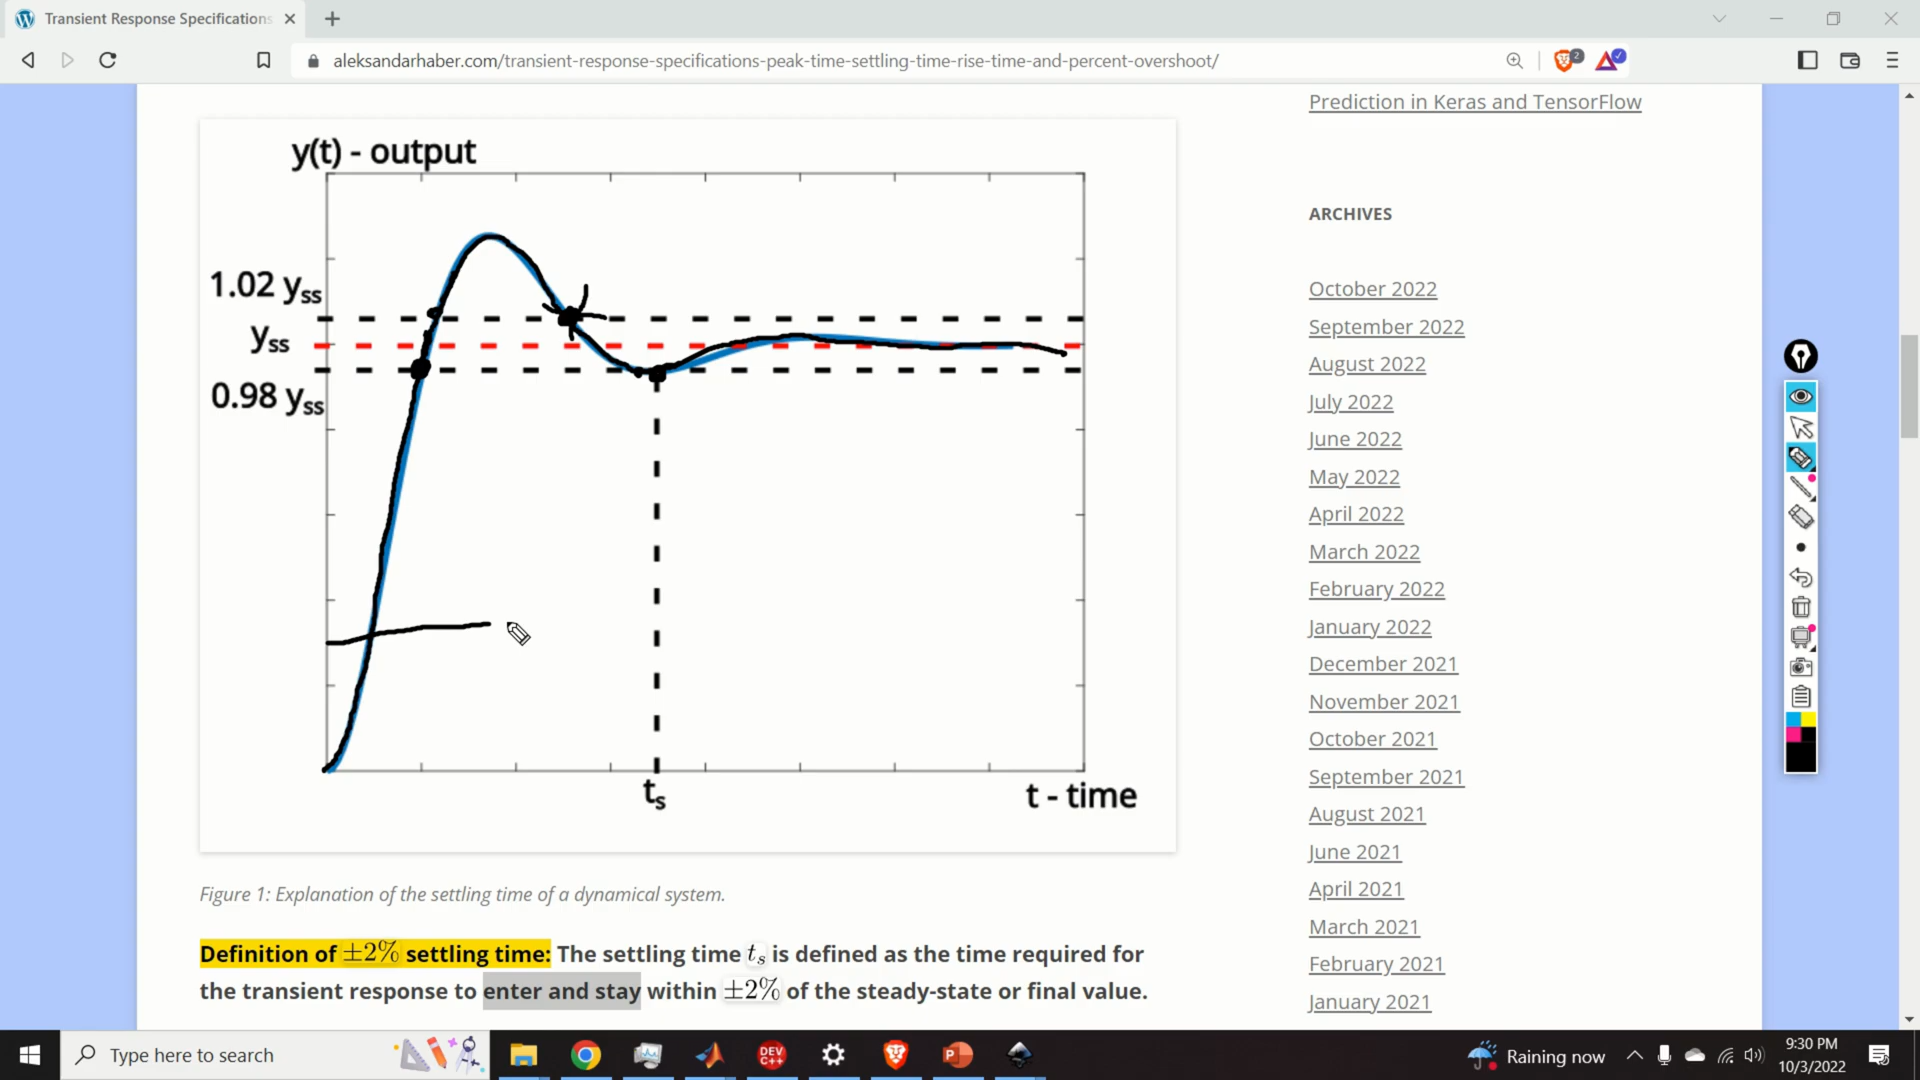 Transient Response Specifications
aleksandarhaber.com/transient-response-specifications-peak-time-settling-time-rise-time-and-percent-overshoot/
2
Prediction in Keras and TensorFlow
y(t) - output
1.02 yss
yss
0.98 yss
ts
t - time
Figure 1: Explanation of the settling time of a dynamical system.
Definition of ±2% settling time: The settling time ts is defined as the time required for
the transient response to enter and stay within ±2% of the steady-state or final value.
ARCHIVES
October 2022
September 2022
August 2022
July 2022
June 2022
May 2022
April 2022
March 2022
February 2022
January 2022
December 2021
November 2021
October 2021
September 2021
August 2021
June 2021
April 2021
March 2021
February 2021
January 2021
Type here to search
DEV
C++
P
Raining now
9:30 PM
10/3/2022